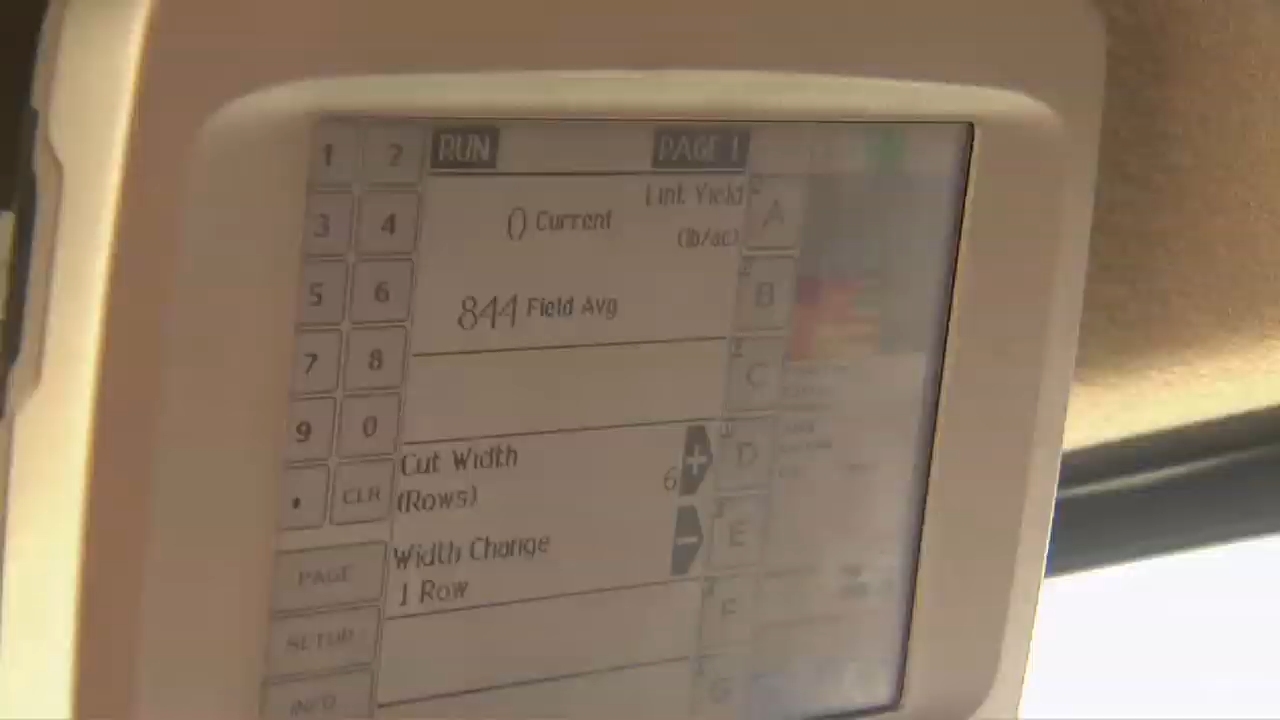 1 2 RUN PAGE 1
Lint Yield
3 4 0 Current (lb/ac) A
5 6 844 Field Avg B
7 8 C
9 0 Cut Width D
. CLR (Rows) 6 +
Width Change - E
PAGE 1 Row F
SETUP
INFO G